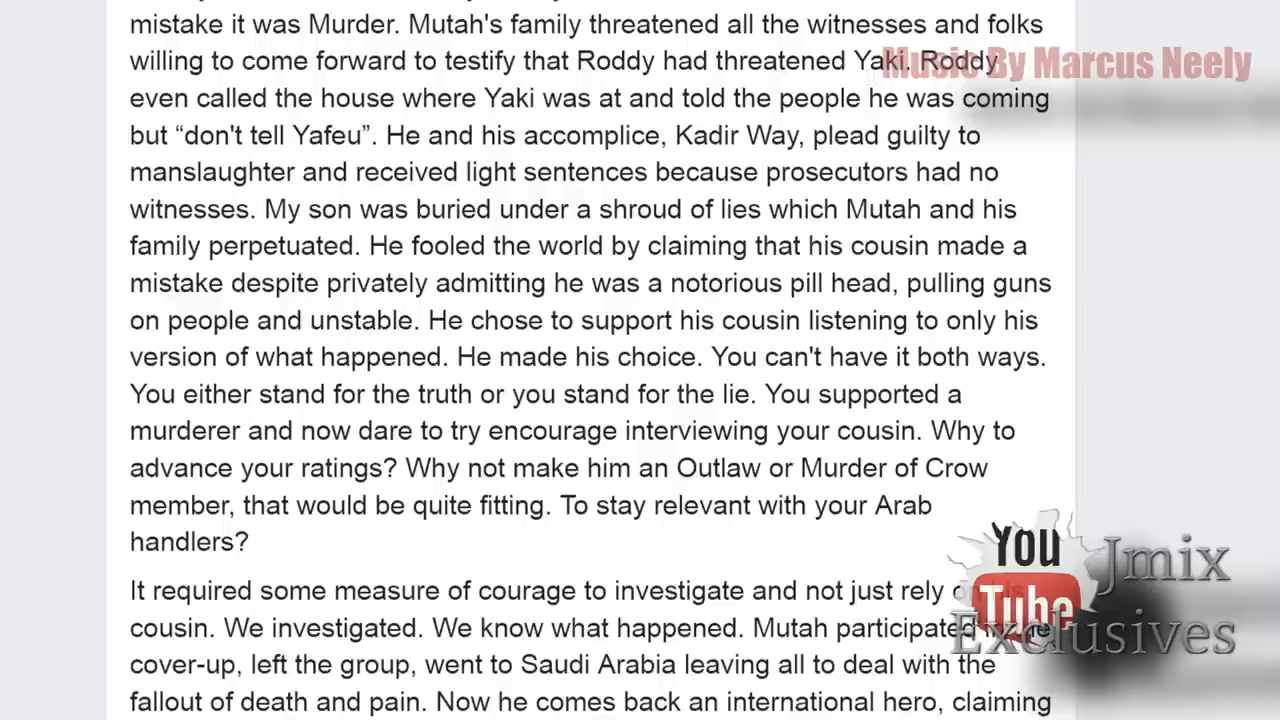 mistake it was Murder. Mutah's family threatened all the witnesses and folks
willing to come forward to testify that Roddy had threatened Yaki. Roddy
Music By Marcus Neely
even called the house where Yaki was at and told the people he was coming
but “don't tell Yafeu”. He and his accomplice, Kadir Way, plead guilty to
manslaughter and received light sentences because prosecutors had no
witnesses. My son was buried under a shroud of lies which Mutah and his
family perpetuated. He fooled the world by claiming that his cousin made a
mistake despite privately admitting he was a notorious pill head, pulling guns
on people and unstable. He chose to support his cousin listening to only his
version of what happened. He made his choice. You can't have it both ways.
You either stand for the truth or you stand for the lie. You supported a
murderer and now dare to try encourage interviewing your cousin. Why to
advance your ratings? Why not make him an Outlaw or Murder of Crow
member, that would be quite fitting. To stay relevant with your Arab
handlers?
It required some measure of courage to investigate and not just rely
cousin. We investigated. We know what happened. Mutah participated
cover-up, left the group, went to Saudi Arabia leaving all to deal with the
fallout of death and pain. Now he comes back an international hero, claiming
You
Tube
Jmix
Exclusives